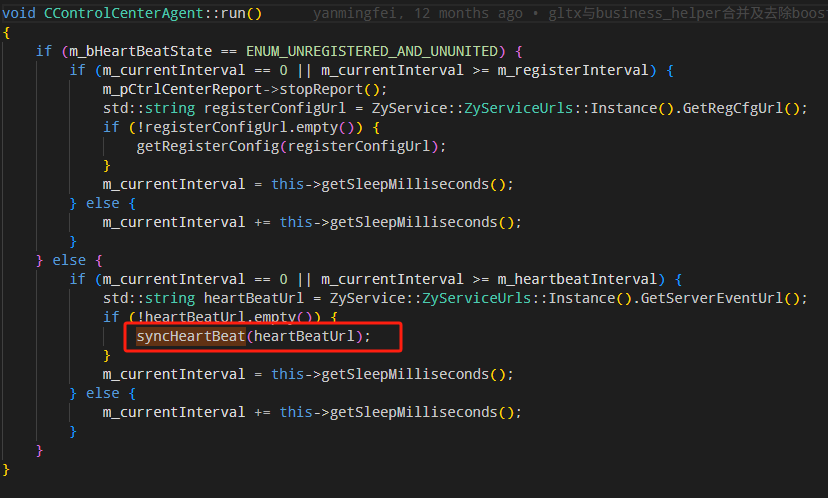 void CControlCenterAgent::run()     yanmingfei, 12 months ago • gltx与business_helper合并及去除boos
{
    if (m_bHeartBeatState == ENUM_UNREGISTERED_AND_UNUNITED) {
        if (m_currentInterval == 0 || m_currentInterval >= m_registerInterval) {
            m_pCtrlCenterReport->stopReport();
            std::string registerConfigUrl = ZyService::ZyServiceUrls::Instance().GetRegCfgUrl();
            if (!registerConfigUrl.empty()) {
                getRegisterConfig(registerConfigUrl);
            }
            m_currentInterval = this->getSleepMilliseconds();
        } else {
            m_currentInterval += this->getSleepMilliseconds();
        }
    } else {
        if (m_currentInterval == 0 || m_currentInterval >= m_heartbeatInterval) {
            std::string heartBeatUrl = ZyService::ZyServiceUrls::Instance().GetServerEventUrl();
            if (!heartBeatUrl.empty()) {
                syncHeartBeat(heartBeatUrl);
            }
            m_currentInterval = this->getSleepMilliseconds();
        } else {
            m_currentInterval += this->getSleepMilliseconds();
        }
    }
}